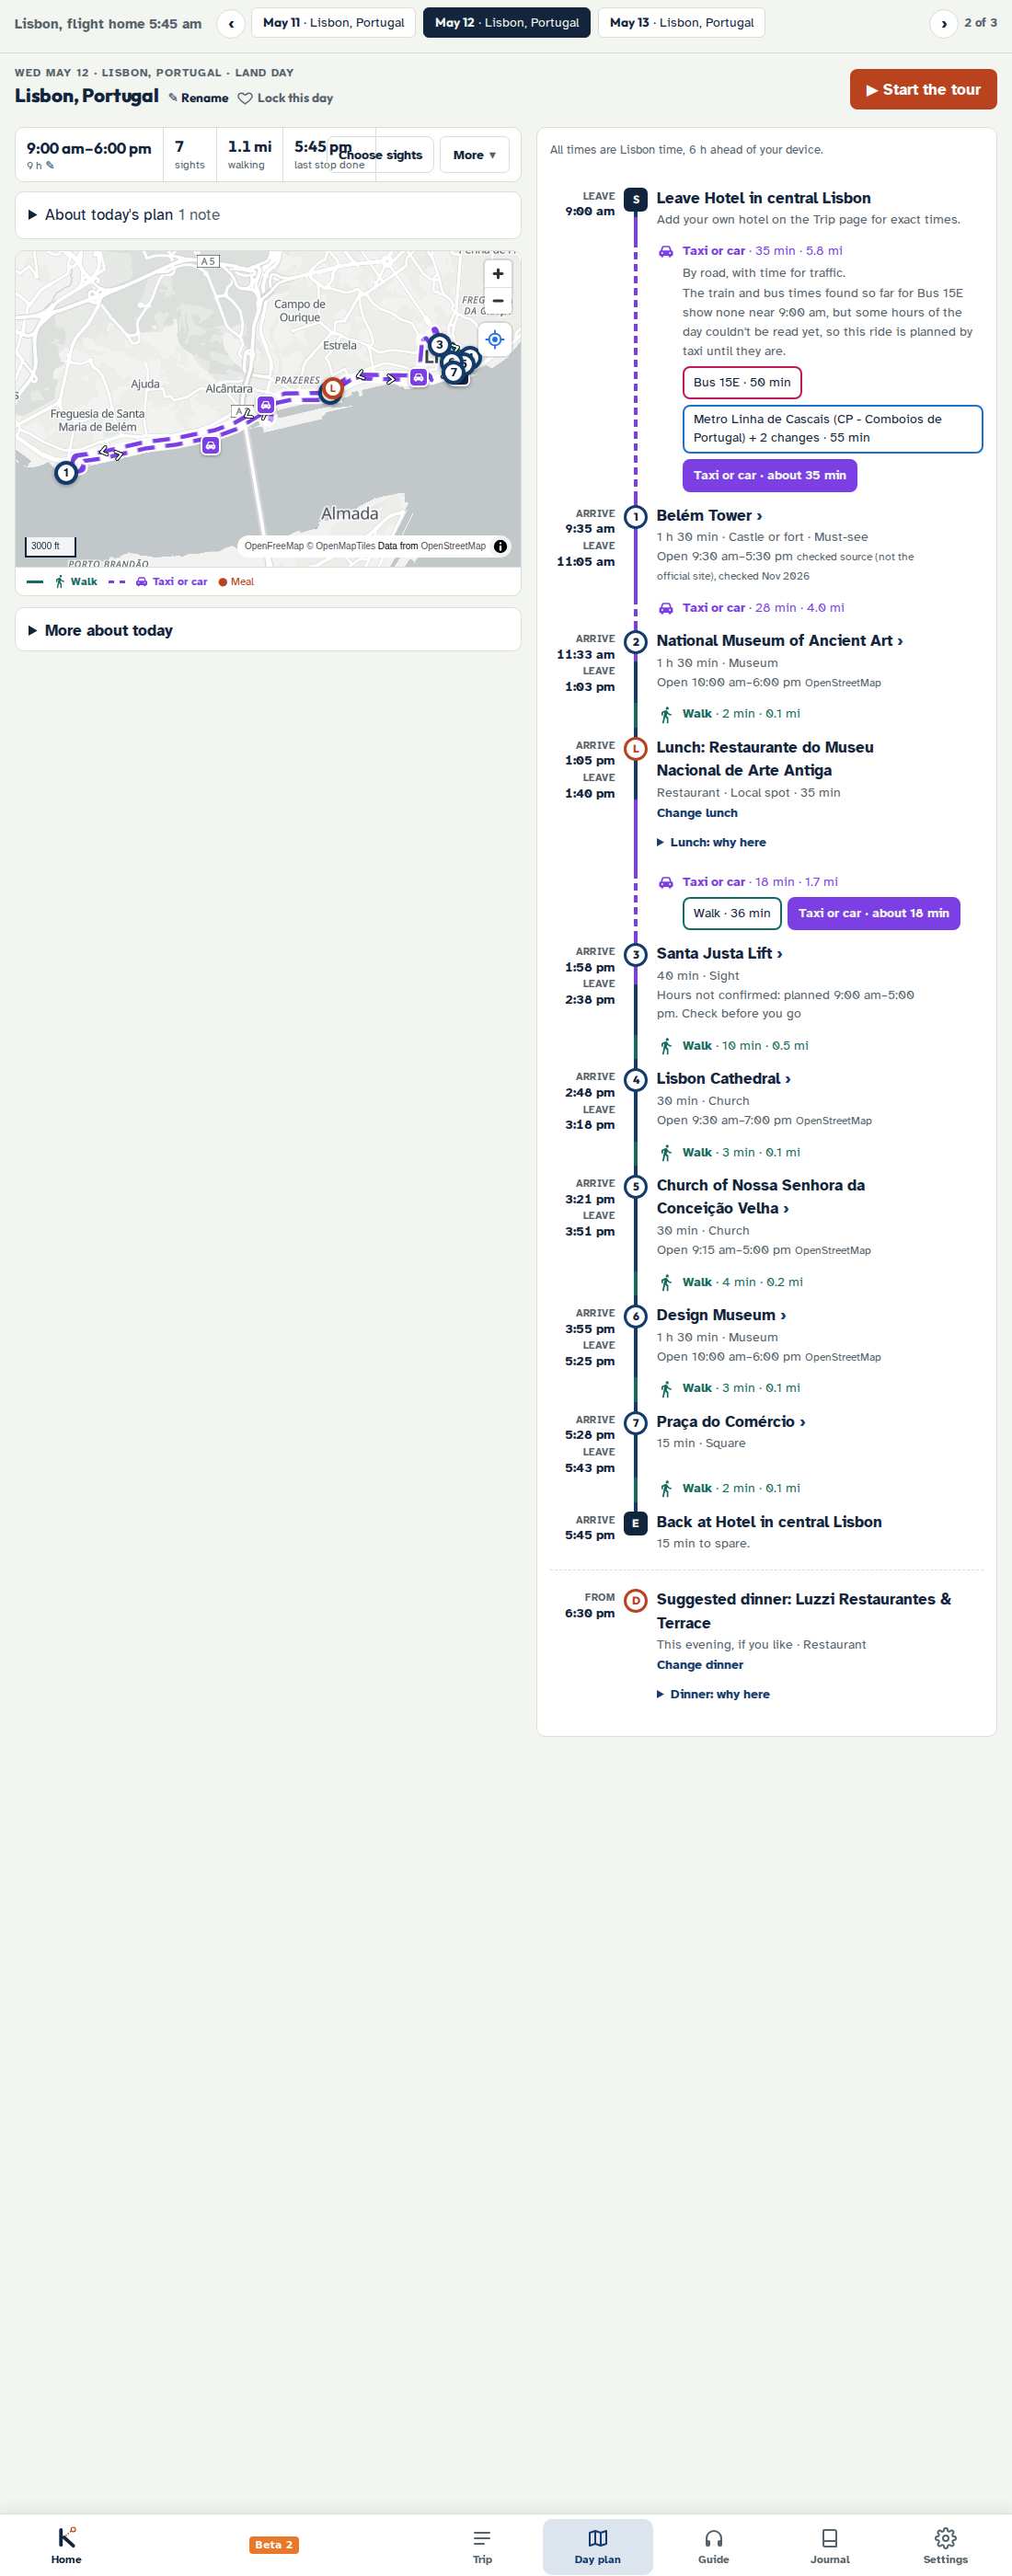 Lisbon, flight home 5:45 am
‹
May 11 · Lisbon, Portugal
May 12 · Lisbon, Portugal
May 13 · Lisbon, Portugal
›
2 of 3
WED MAY 12 · LISBON, PORTUGAL · LAND DAY
Lisbon, Portugal ✎ Rename Lock this day
▶ Start the tour
9:00 am–6:00 pm
9 h ✎
7
sights
1.1 mi
walking
5:45 pm
last stop done
Choose sights
More ▼
▶ About today's plan 1 note
A 5
Campo de
Ourique
Estrela
Ajuda
Alcântara
PRAZERES
Freguesia de Santa
Maria de Belém
Almada
PORTO BRANDÃO
1
3
7
L
+
−
3000 ft
OpenFreeMap © OpenMapTiles Data from OpenStreetMap
Walk
Taxi or car
Meal
▶ More about today
All times are Lisbon time, 6 h ahead of your device.
LEAVE
9:00 am
S
Leave Hotel in central Lisbon
Add your own hotel on the Trip page for exact times.
Taxi or car · 35 min · 5.8 mi
By road, with time for traffic.
The train and bus times found so far for Bus 15E
show none near 9:00 am, but some hours of the
day couldn't be read yet, so this ride is planned by
taxi until they are.
Bus 15E · 50 min
Metro Linha de Cascais (CP - Comboios de
Portugal) + 2 changes · 55 min
Taxi or car · about 35 min
ARRIVE
9:35 am
LEAVE
11:05 am
1
Belém Tower ›
1 h 30 min · Castle or fort · Must-see
Open 9:30 am–5:30 pm checked source (not the
official site), checked Nov 2026
Taxi or car · 28 min · 4.0 mi
ARRIVE
11:33 am
LEAVE
1:03 pm
2
National Museum of Ancient Art ›
1 h 30 min · Museum
Open 10:00 am–6:00 pm OpenStreetMap
Walk · 2 min · 0.1 mi
ARRIVE
1:05 pm
LEAVE
1:40 pm
L
Lunch: Restaurante do Museu
Nacional de Arte Antiga
Restaurant · Local spot · 35 min
Change lunch
▶ Lunch: why here
Taxi or car · 18 min · 1.7 mi
Walk · 36 min
Taxi or car · about 18 min
ARRIVE
1:58 pm
LEAVE
2:38 pm
3
Santa Justa Lift ›
40 min · Sight
Hours not confirmed: planned 9:00 am–5:00
pm. Check before you go
Walk · 10 min · 0.5 mi
ARRIVE
2:48 pm
LEAVE
3:18 pm
4
Lisbon Cathedral ›
30 min · Church
Open 9:30 am–7:00 pm OpenStreetMap
Walk · 3 min · 0.1 mi
ARRIVE
3:21 pm
LEAVE
3:51 pm
5
Church of Nossa Senhora da
Conceição Velha ›
30 min · Church
Open 9:15 am–5:00 pm OpenStreetMap
Walk · 4 min · 0.2 mi
ARRIVE
3:55 pm
LEAVE
5:25 pm
6
Design Museum ›
1 h 30 min · Museum
Open 10:00 am–6:00 pm OpenStreetMap
Walk · 3 min · 0.1 mi
ARRIVE
5:28 pm
LEAVE
5:43 pm
7
Praça do Comércio ›
15 min · Square
Walk · 2 min · 0.1 mi
ARRIVE
5:45 pm
E
Back at Hotel in central Lisbon
15 min to spare.
FROM
6:30 pm
D
Suggested dinner: Luzzi Restaurantes &
Terrace
This evening, if you like · Restaurant
Change dinner
▶ Dinner: why here
Home
Beta 2
Trip
Day plan
Guide
Journal
Settings